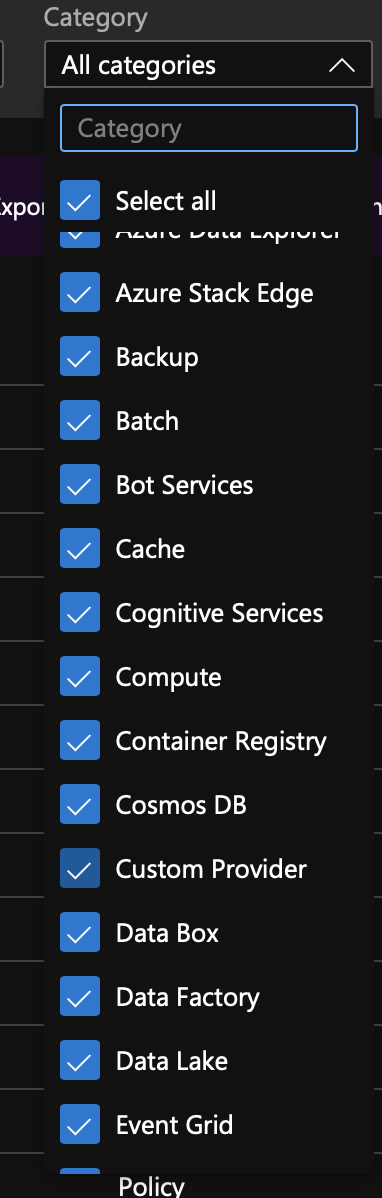 Category
All categories
Category
Expor
Select all
Azure Data Explorer
Azure Stack Edge
Backup
Batch
Bot Services
Cache
Cognitive Services
Compute
Container Registry
Cosmos DB
Custom Provider
Data Box
Data Factory
Data Lake
Event Grid
Policy